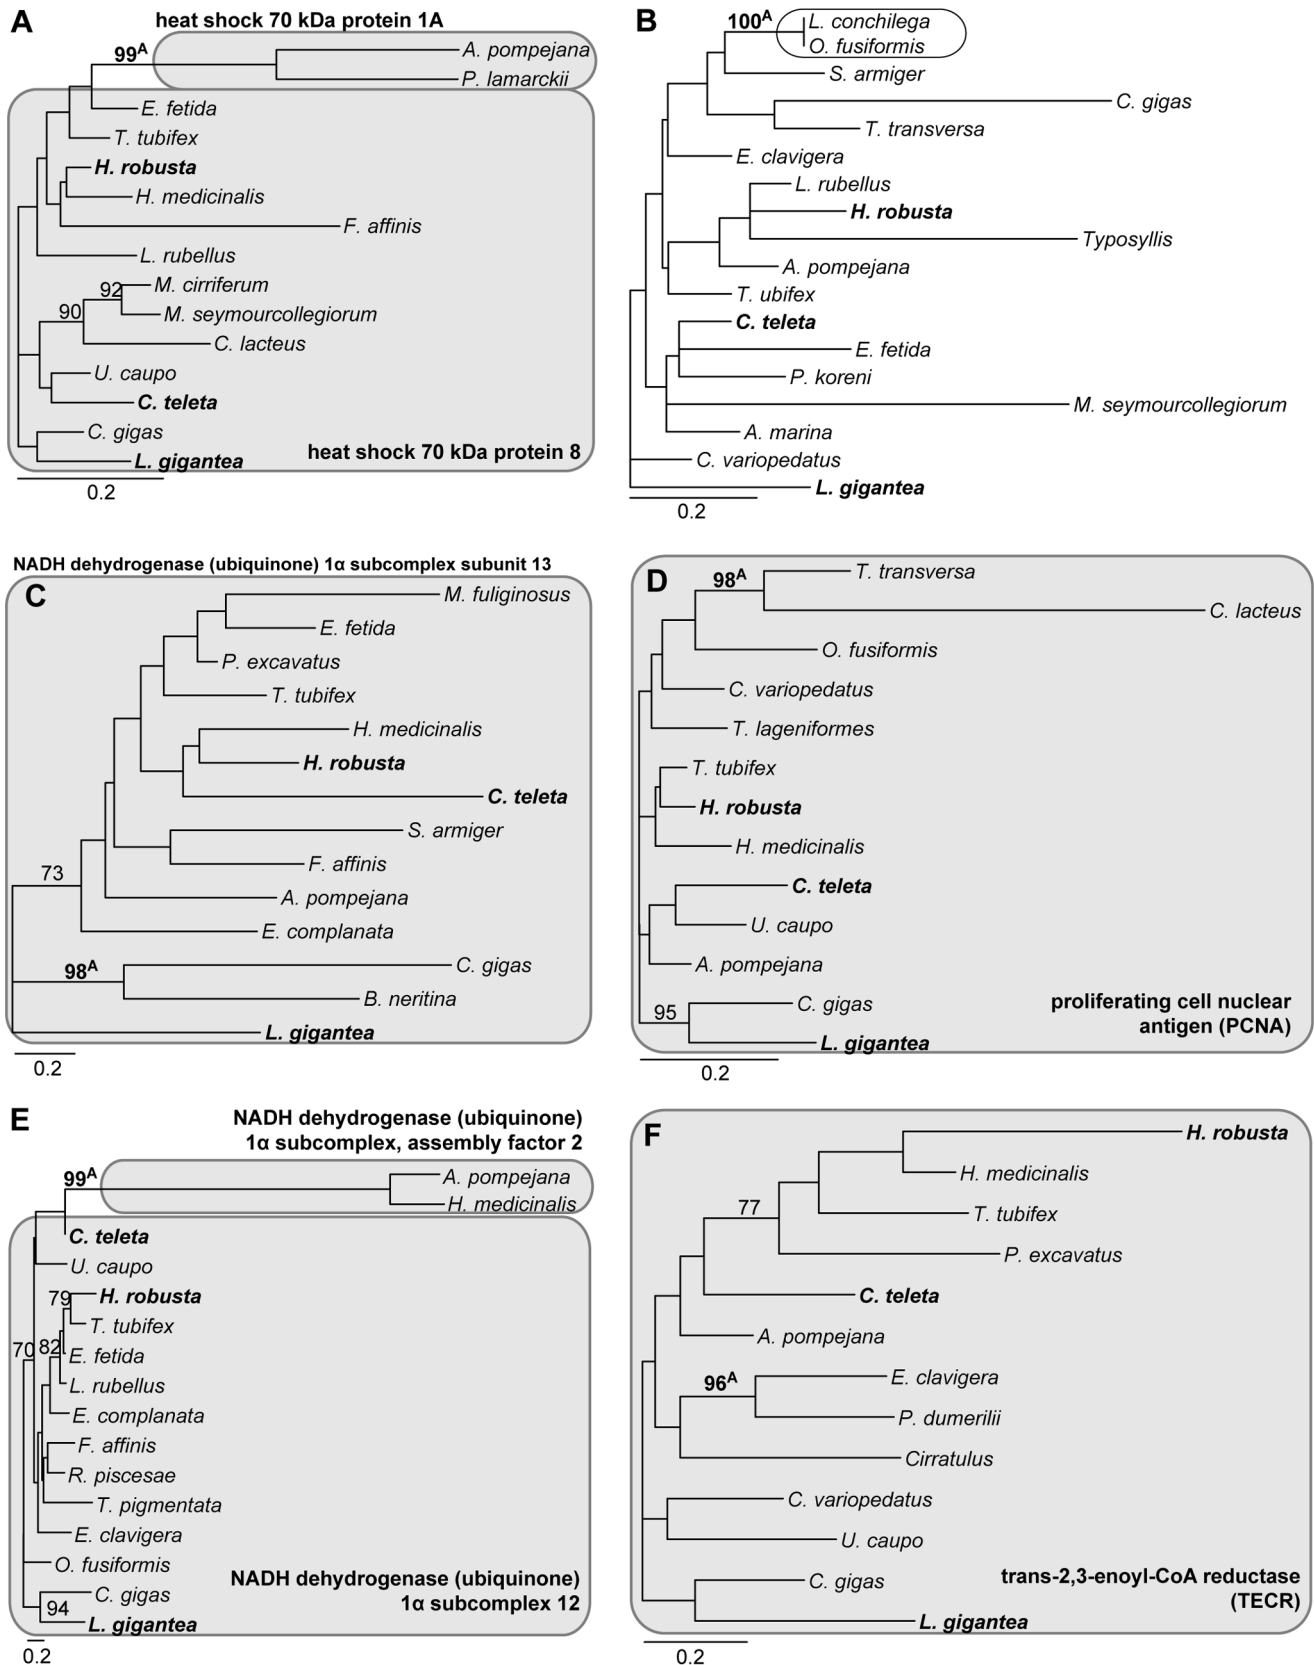 A
heat shock 70 kDa protein 1A
99A
A. pompejana
P. lamarckii
E. fetida
T. tubifex
H. robusta
H. medicinalis
F. affinis
L. rubellus
92
M. cirriferum
90
M. seymourcollegiorum
C. lacteus
U. caupo
C. teleta
C. gigas
heat shock 70 kDa protein 8
L. gigantea
0.2
B
100A
L. conchilega
O. fusiformis
S. armiger
C. gigas
T. transversa
E. clavigera
L. rubellus
H. robusta
Typosyllis
A. pompejana
T. ubifex
C. teleta
E. fetida
P. koreni
M. seymourcollegiorum
A. marina
C. variopedatus
L. gigantea
0.2
NADH dehydrogenase (ubiquinone) 1α subcomplex subunit 13
C
M. fuliginosus
E. fetida
P. excavatus
T. tubifex
H. medicinalis
H. robusta
C. teleta
S. armiger
F. affinis
73
A. pompejana
E. complanata
98A
C. gigas
B. neritina
L. gigantea
0.2
D
98A
T. transversa
C. lacteus
O. fusiformis
C. variopedatus
T. lageniformes
T. tubifex
H. robusta
H. medicinalis
C. teleta
U. caupo
A. pompejana
95
C. gigas
L. gigantea
proliferating cell nuclear
antigen (PCNA)
0.2
E
NADH dehydrogenase (ubiquinone)
1α subcomplex, assembly factor 2
99A
A. pompejana
H. medicinalis
C. teleta
U. caupo
79
H. robusta
T. tubifex
70
82
E. fetida
L. rubellus
E. complanata
F. affinis
R. piscesae
T. pigmentata
E. clavigera
O. fusiformis
C. gigas
94
L. gigantea
NADH dehydrogenase (ubiquinone)
1α subcomplex 12
0.2
F
H. robusta
H. medicinalis
77
T. tubifex
P. excavatus
C. teleta
A. pompejana
96A
E. clavigera
P. dumerilii
Cirratulus
C. variopedatus
U. caupo
C. gigas
L. gigantea
trans-2,3-enoyl-CoA reductase
(TECR)
0.2